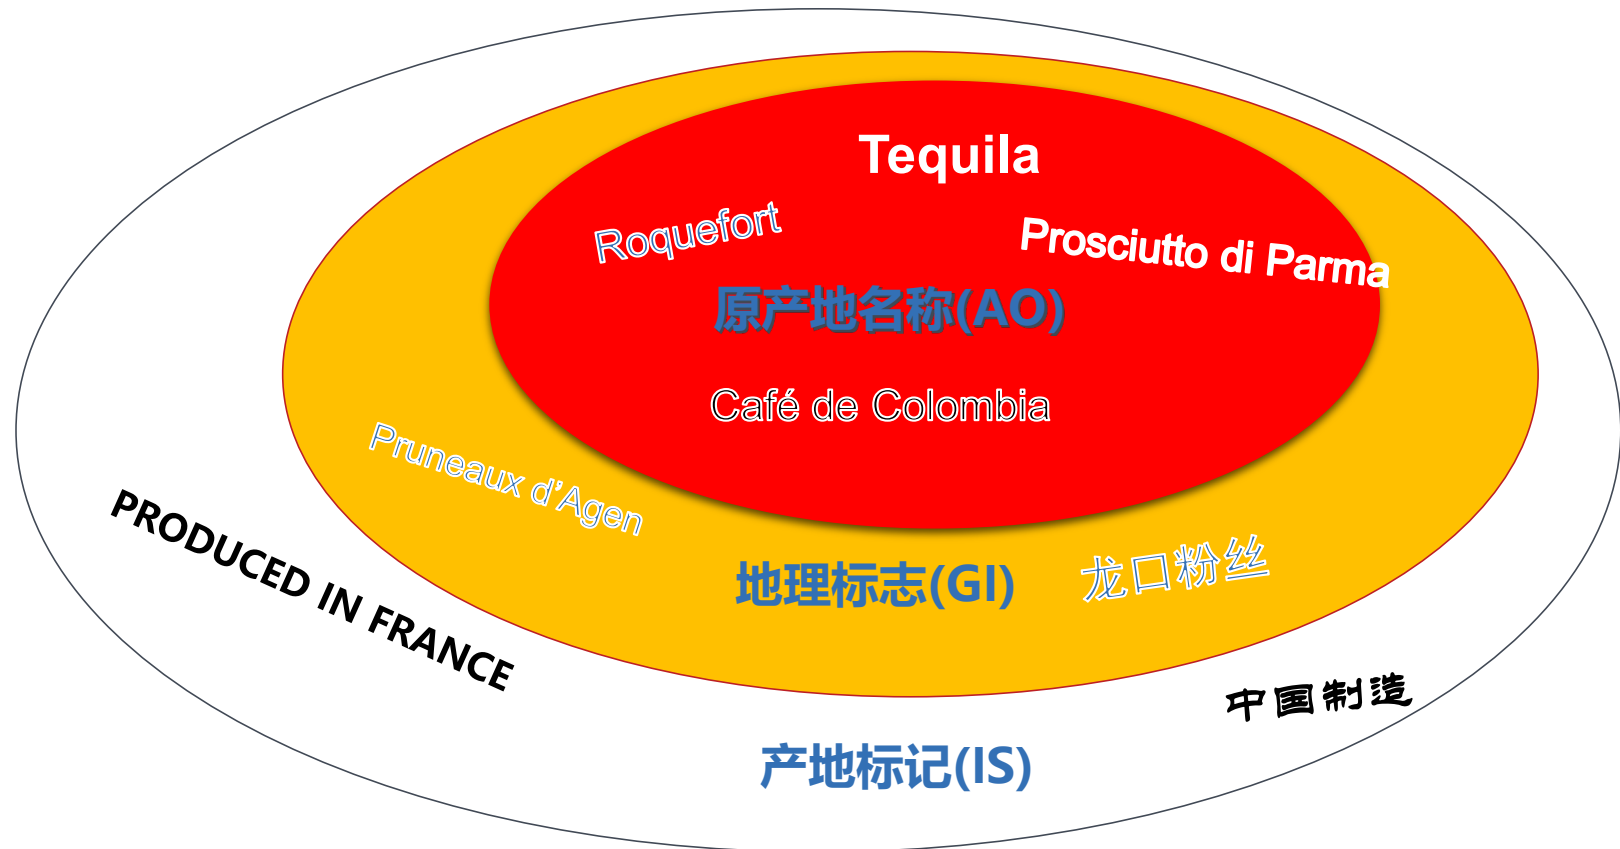 Tequila
Roquefort
Prosciutto di Parma
原产地名称(AO)
Café de Colombia
Pruneaux d’Agen
PRODUCED IN FRANCE
地理标志(GI)
龙口粉丝
中国制造
产地标记(IS)